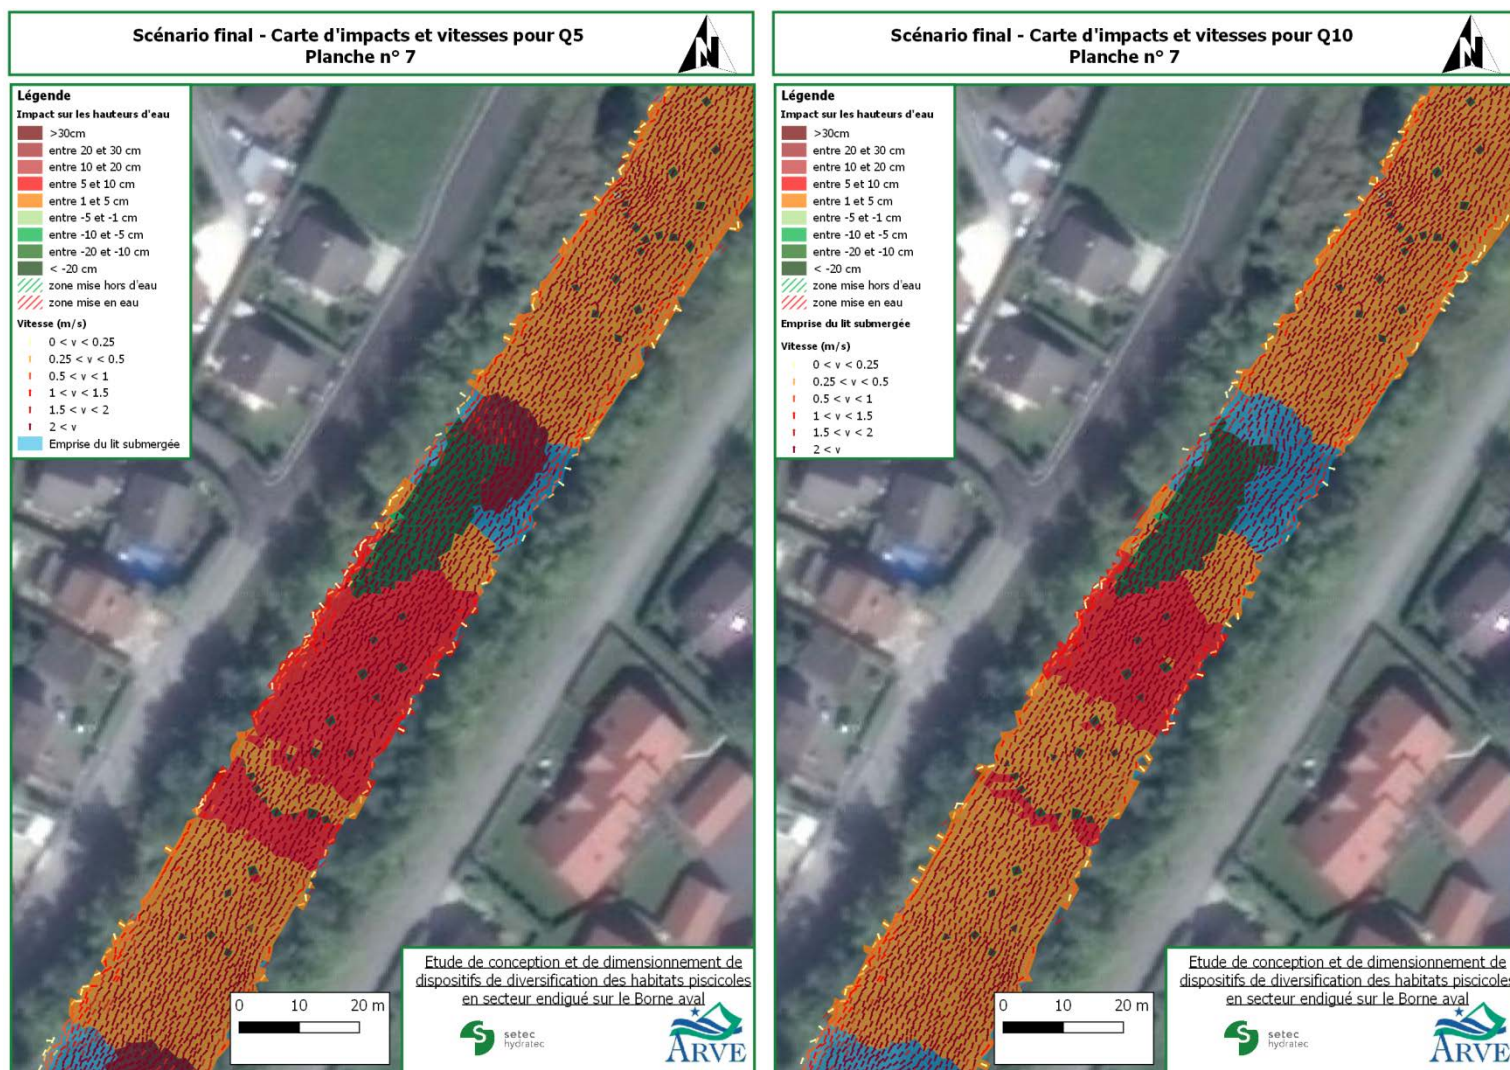 Scénario final - Carte d'impacts et vitesses pour Q5
Planche n° 7
N
Légende
Impact sur les hauteurs d'eau
>30cm
entre 20 et 30 cm
entre 10 et 20 cm
entre 5 et 10 cm
entre 1 et 5 cm
entre -5 et -1 cm
entre -10 et -5 cm
entre -20 et -10 cm
< -20 cm
zone mise hors d'eau
zone mise en eau
Vitesse (m/s)
0 < v < 0.25
0.25 < v < 0.5
0.5 < v < 1
1 < v < 1.5
1.5 < v < 2
2 < v
Emprise du lit submergée
0 10 20 m
Etude de conception et de dimensionnement de
dispositifs de diversification des habitats piscicoles
en secteur endigué sur le Borne aval
setec
hydratec
ARVE
Scénario final - Carte d'impacts et vitesses pour Q10
Planche n° 7
N
Légende
Impact sur les hauteurs d'eau
>30cm
entre 20 et 30 cm
entre 10 et 20 cm
entre 5 et 10 cm
entre 1 et 5 cm
entre -5 et -1 cm
entre -10 et -5 cm
entre -20 et -10 cm
< -20 cm
zone mise hors d'eau
zone mise en eau
Emprise du lit submergée
Vitesse (m/s)
0 < v < 0.25
0.25 < v < 0.5
0.5 < v < 1
1 < v < 1.5
1.5 < v < 2
2 < v
0 10 20 m
Etude de conception et de dimensionnement de
dispositifs de diversification des habitats piscicoles
en secteur endigué sur le Borne aval
setec
hydratec
ARVE